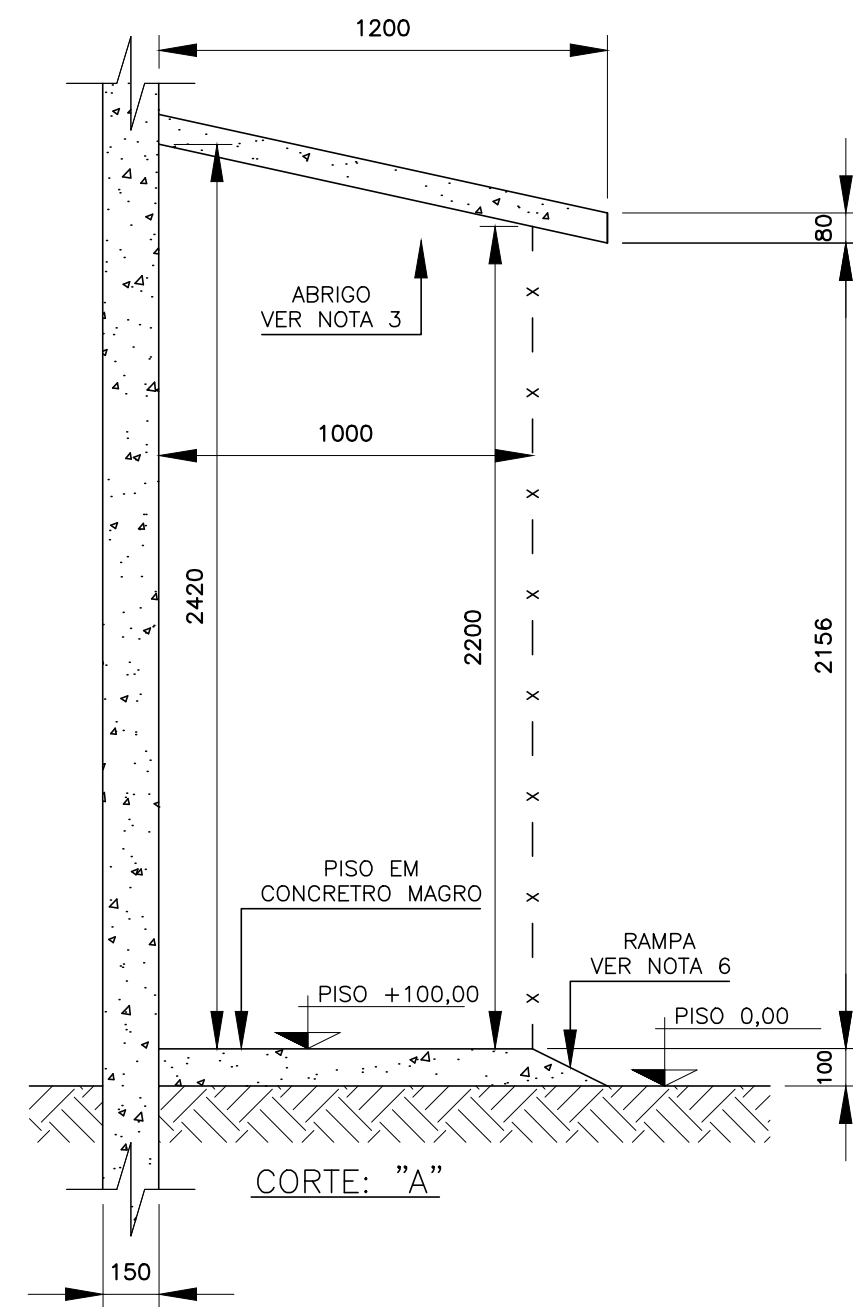 1200
80
ABRIGO
VER NOTA 3
1000
2420
2200
2156
PISO EM
CONCRETRO MAGRO
RAMPA
VER NOTA 6
PISO +100,00
PISO 0,00
100
CORTE: "A"
150